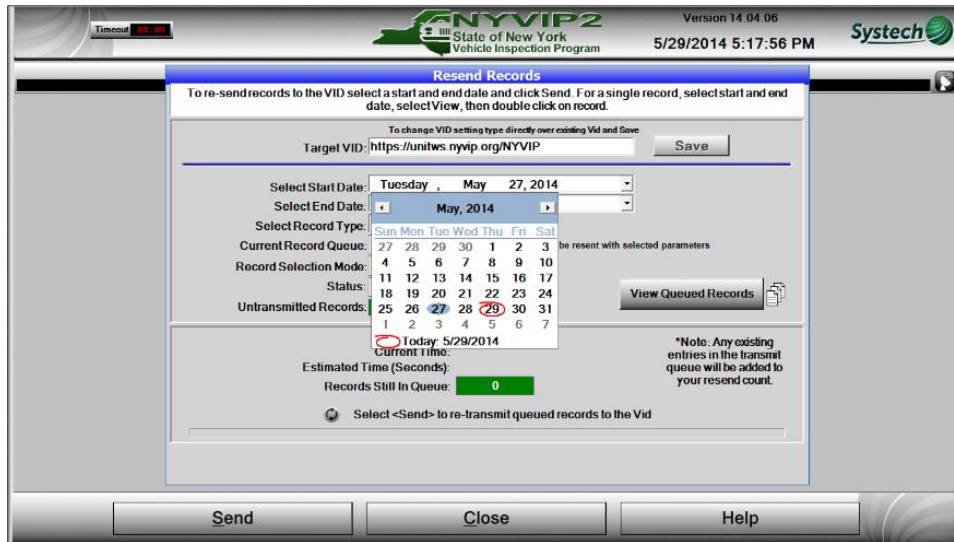 Timeout 00:00
NYVIP2
State of New York
Vehicle Inspection Program
Version 14.04.06
5/29/2014 5:17:56 PM
Systech
Resend Records
To re-send records to the VID select a start and end date and click Send. For a single record, select start and end
date, select View, then double click on record.
To change VID setting type directly over existing Vid and Save
Target VID: https://unitws.nyvip.org/NYVIP
Save
Select Start Date: Tuesday , May 27, 2014
Select End Date:
May, 2014
Select Record Type:
Sun Mon Tue Wed Thu Fri Sat
Current Record Queue: 27 28 29 30 1 2 3 be resent with selected parameters
4 5 6 7 8 9 10
Record Selection Mode:
11 12 13 14 15 16 17
Status:
18 19 20 21 22 23 24
View Queued Records
Untransmitted Records:
25 26 27 28 29 30 31
1 2 3 4 5 6 7
Today: 5/29/2014
Current Time:
Estimated Time (Seconds):
Records Still In Queue: 0
*Note: Any existing
entries in the transmit
queue will be added to
your resend count.
Select <Send> to re-transmit queued records to the Vid
Send
Close
Help